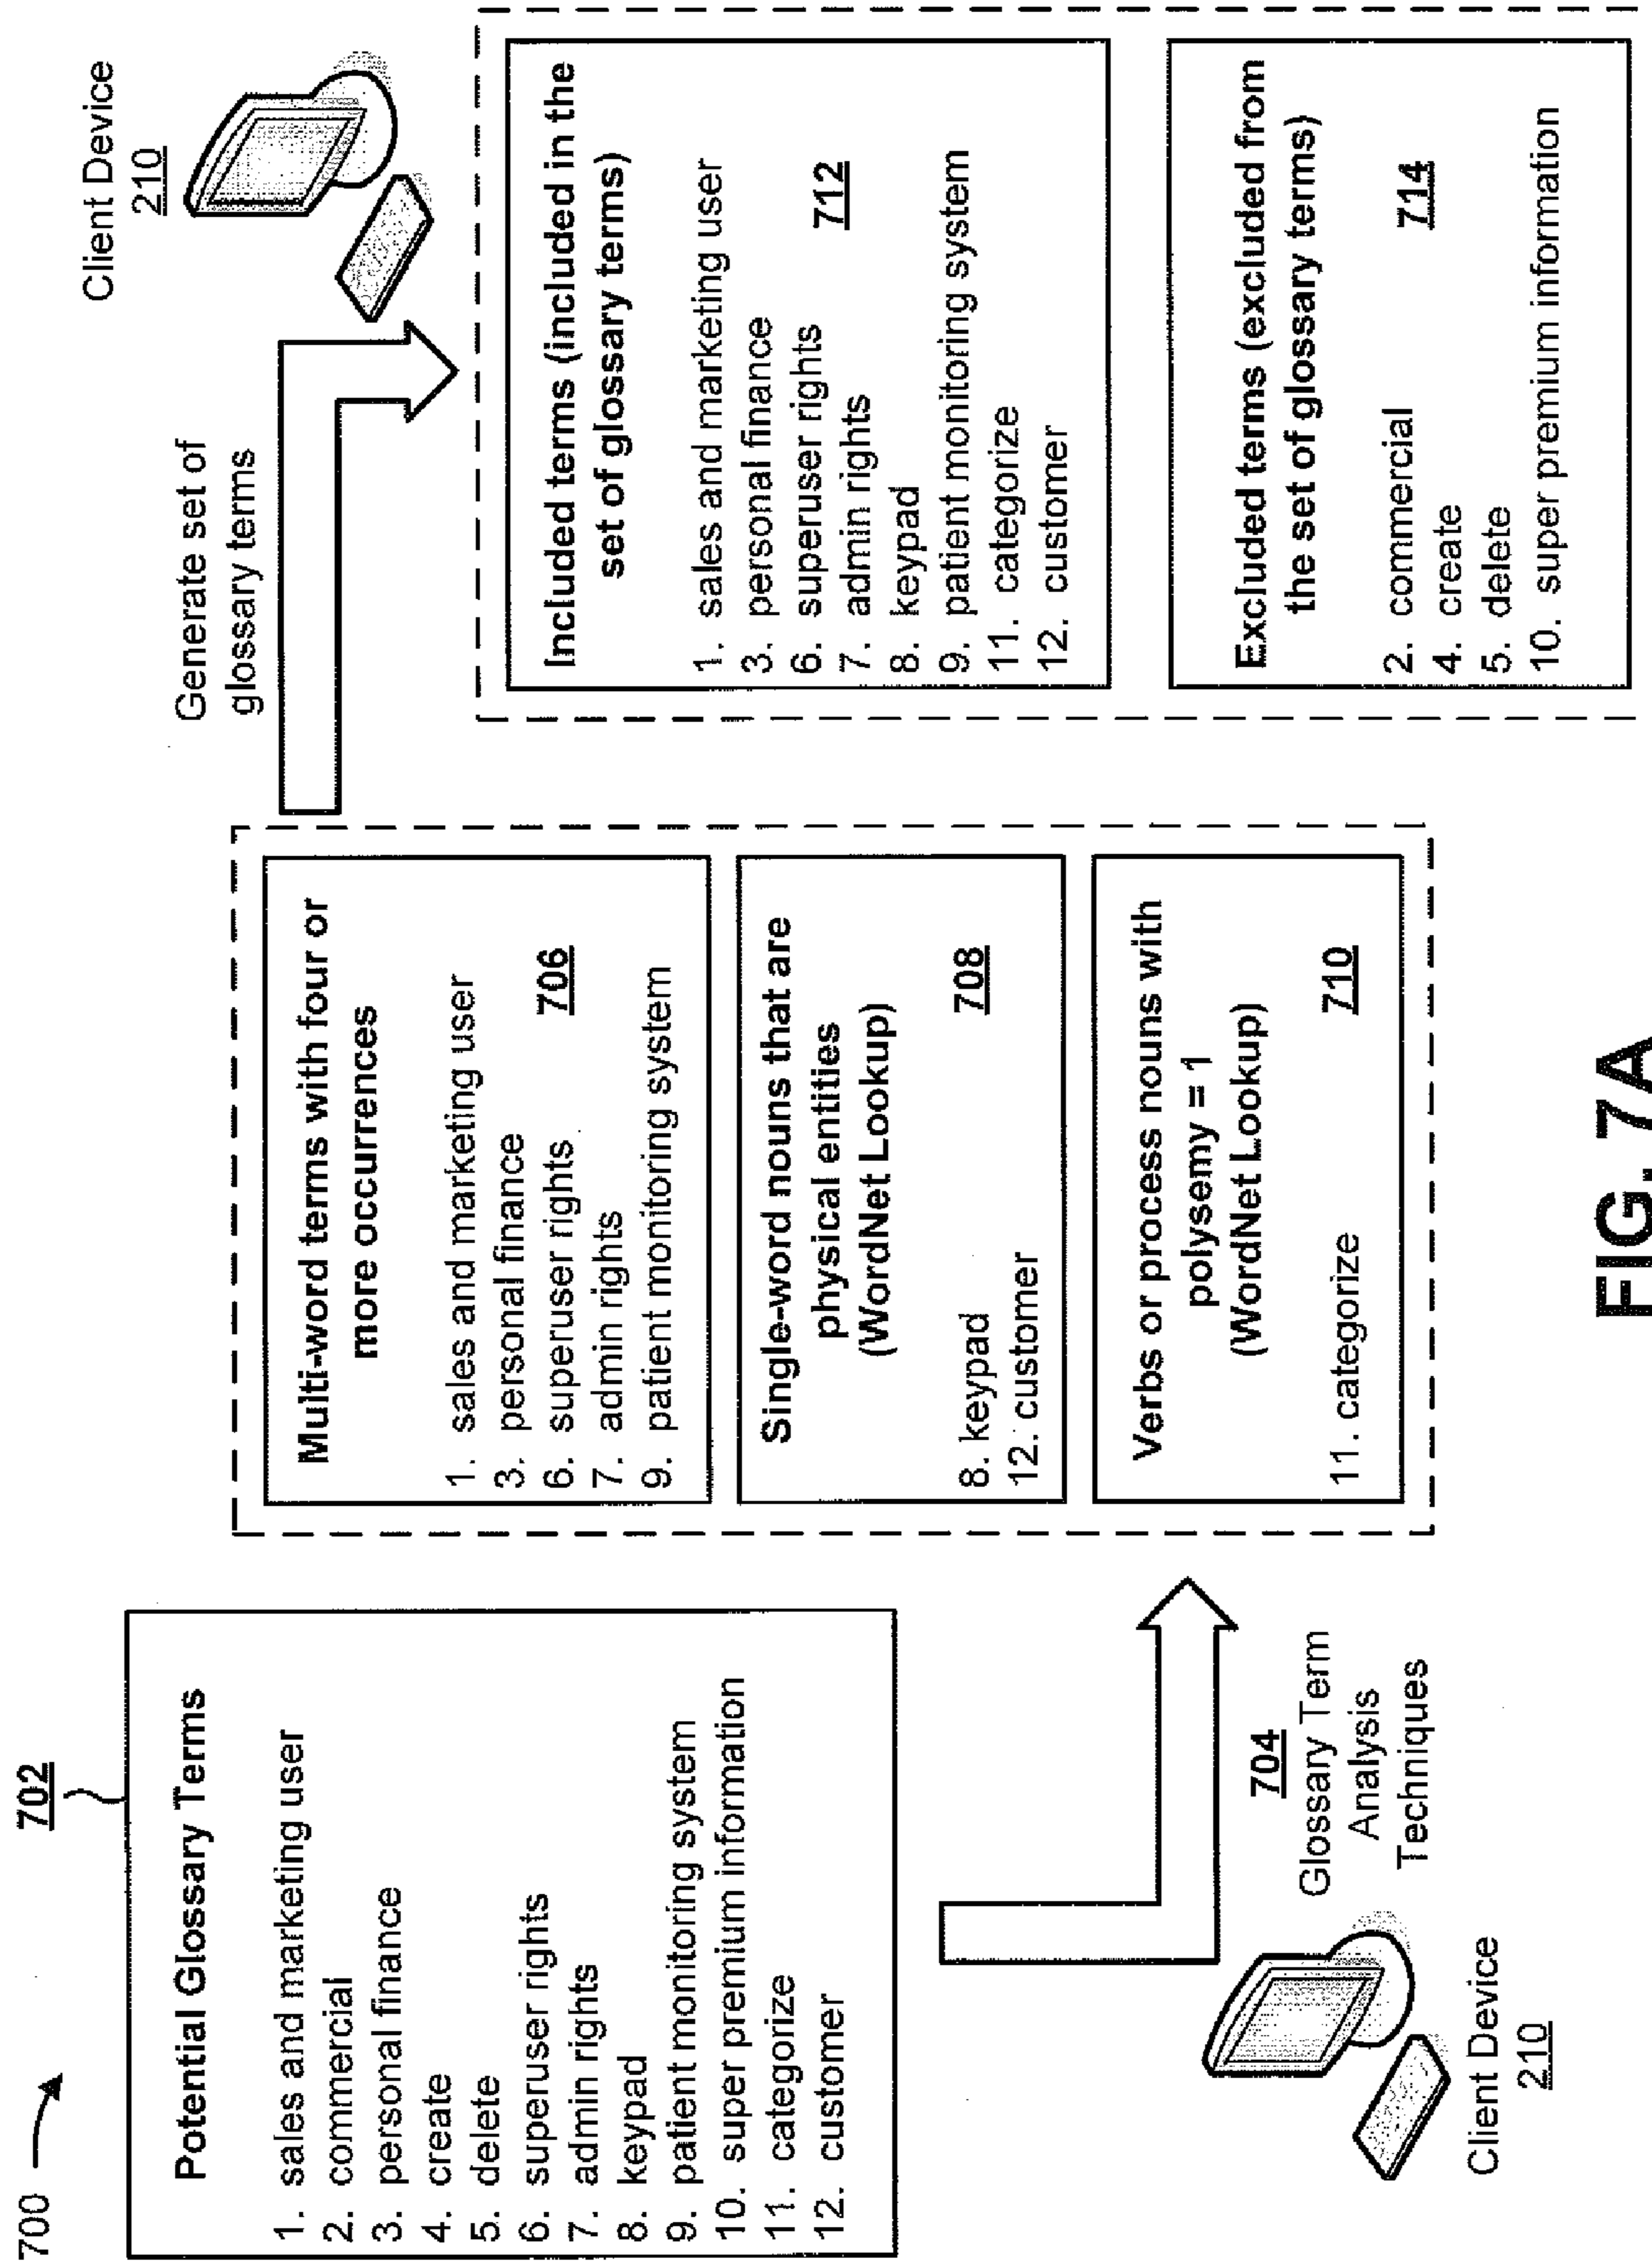 700
702
Potential Glossary Terms
1. sales and marketing user
2. commercial
3. personal finance
4. create
5. delete
6. superuser rights
7. admin rights
8. keypad
9. patient monitoring system
10. super premium information
11. categorize
12. customer
704
Glossary Term
Analysis
Techniques
Client Device
210
Multi-word terms with four or
more occurrences
706
1. sales and marketing user
3. personal finance
6. superuser rights
7. admin rights
9. patient monitoring system
Single-word nouns that are
physical entities
(WordNet Lookup)
708
8. keypad
12. customer
Verbs or process nouns with
polysemy = 1
(WordNet Lookup)
710
11. categorize
Generate set of
glossary terms
Client Device
210
Included terms (included in the
set of glossary terms)
712
1. sales and marketing user
3. personal finance
6. superuser rights
7. admin rights
8. keypad
9. patient monitoring system
11. categorize
12. customer
Excluded terms (excluded from
the set of glossary terms)
714
2. commercial
4. create
5. delete
10. super premium information
FIG. 7A